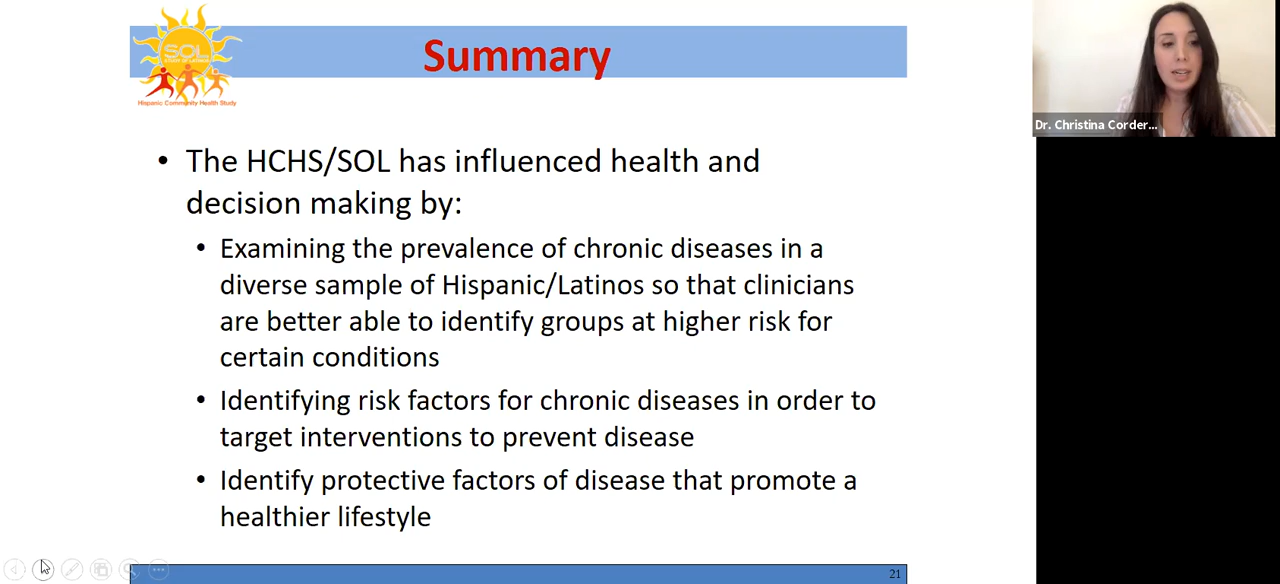 SOL
Hispanic Community Health Study
Summary
Dr. Christina Corder...
• The HCHS/SOL has influenced health and
decision making by:
• Examining the prevalence of chronic diseases in a
diverse sample of Hispanic/Latinos so that clinicians
are better able to identify groups at higher risk for
certain conditions
• Identifying risk factors for chronic diseases in order to
target interventions to prevent disease
• Identify protective factors of disease that promote a
healthier lifestyle
21